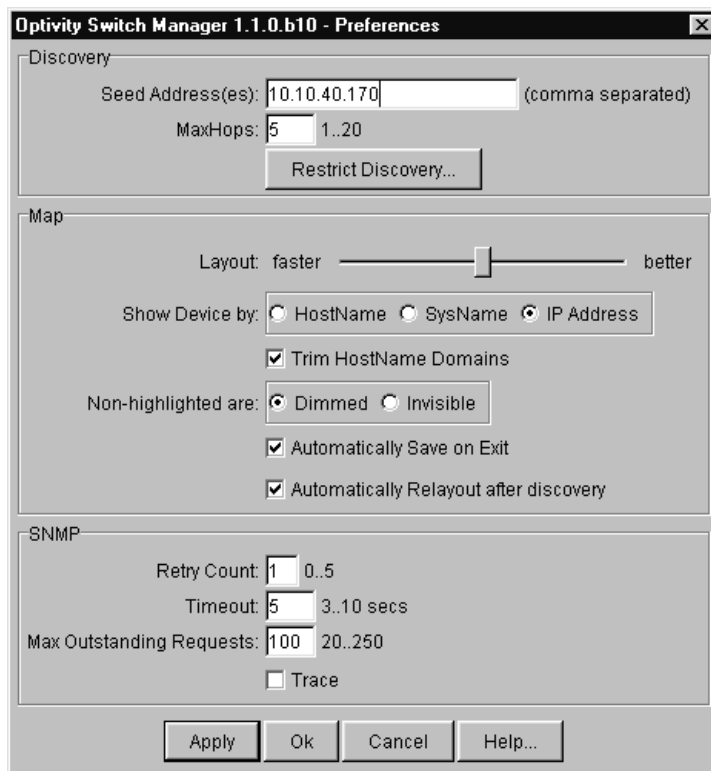 Optivity Switch Manager 1.1.0.b10 - Preferences
Discovery
Seed Address(es): 10.10.40.170 (comma separated)
MaxHops: 5 1..20
Restrict Discovery...
Map
Layout: faster better
Show Device by: HostName SysName IP Address
Trim HostName Domains
Non-highlighted are: Dimmed Invisible
Automatically Save on Exit
Automatically Relayout after discovery
SNMP
Retry Count: 1 0..5
Timeout: 5 3..10 secs
Max Outstanding Requests: 100 20..250
Trace
Apply Ok Cancel Help...